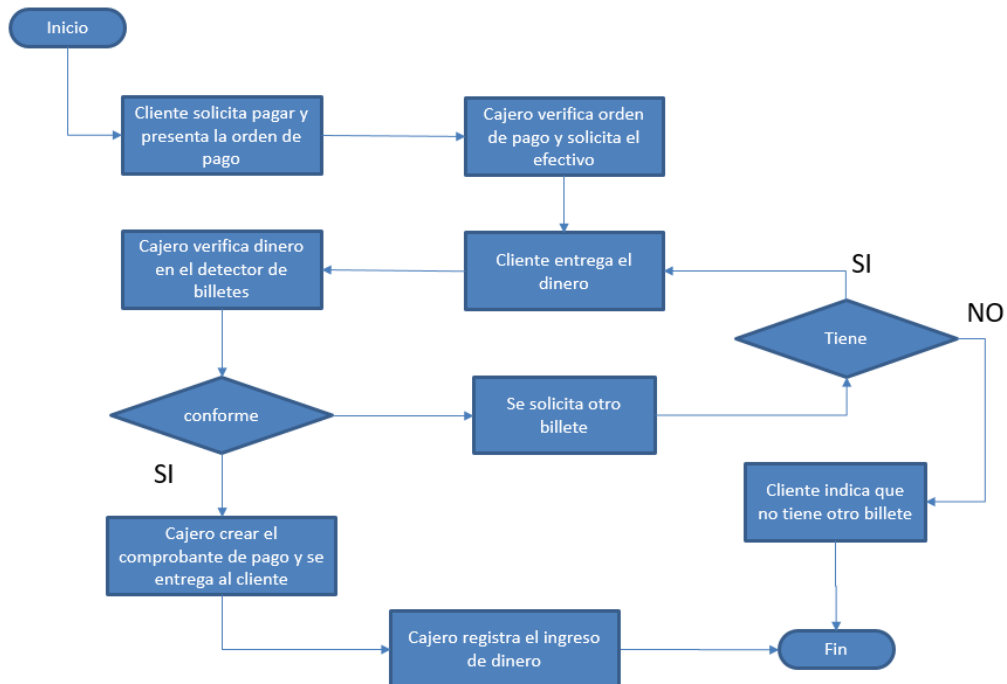 Inicio
Cliente solicita pagar y
presenta la orden de
pago
Cajero verifica orden
de pago y solicita el
efectivo
Cajero verifica dinero
en el detector de
billetes
Cliente entrega el
dinero
SI
NO
Tiene
conforme
Se solicita otro
billete
SI
Cliente indica que
no tiene otro billete
Cajero crear el
comprobante de pago y se
entrega al cliente
Cajero registra el ingreso
de dinero
Fin